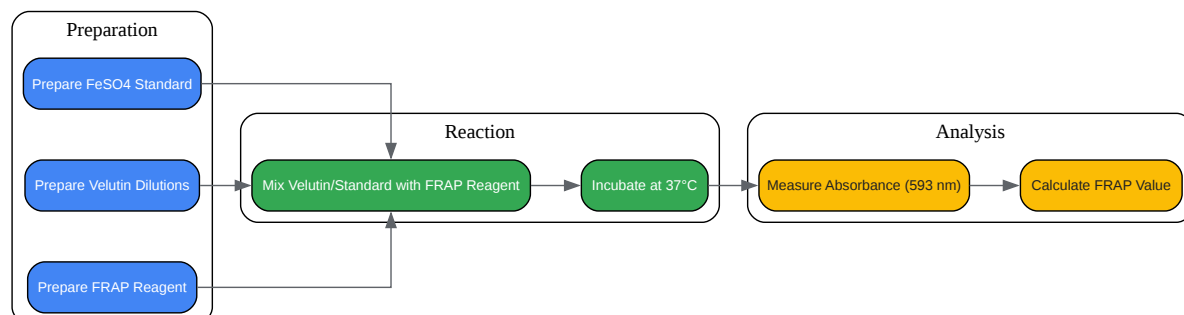 Preparation
Prepare FeSO4 Standard
Prepare Velutin Dilutions
Prepare FRAP Reagent
Reaction
Mix Velutin/Standard with FRAP Reagent
Incubate at 37°C
Analysis
Measure Absorbance (593 nm)
Calculate FRAP Value